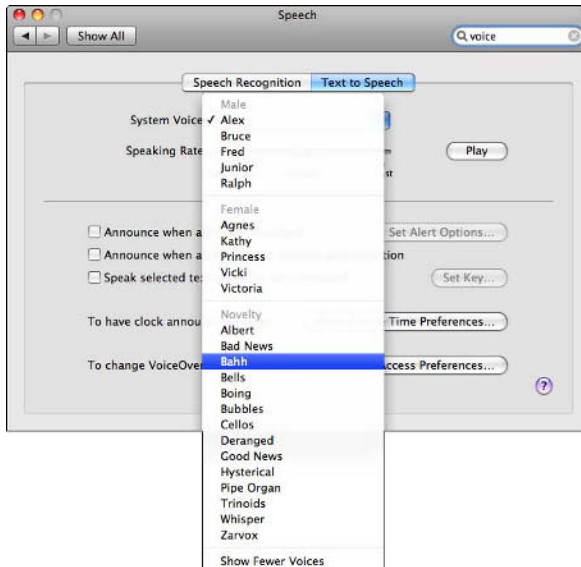 Speech
Show All
voice
Speech Recognition
Text to Speech
System Voice
Male
✓ Alex
Bruce
Speaking Rate
Fred
Play
Junior
st
Ralph
Female
Announce when a
Agnes
Set Alert Options...
Kathy
Announce when a
Princess
tion
Speak selected te
Vicki
Set Key...
Victoria
Novelty
To have clock annou
Albert
Time Preferences...
Bad News
To change VoiceOver
Bahh
Access Preferences...
Bells
Boing
?
Bubbles
Cellos
Deranged
Good News
Hysterical
Pipe Organ
Trinoids
Whisper
Zarvox
Show Fewer Voices